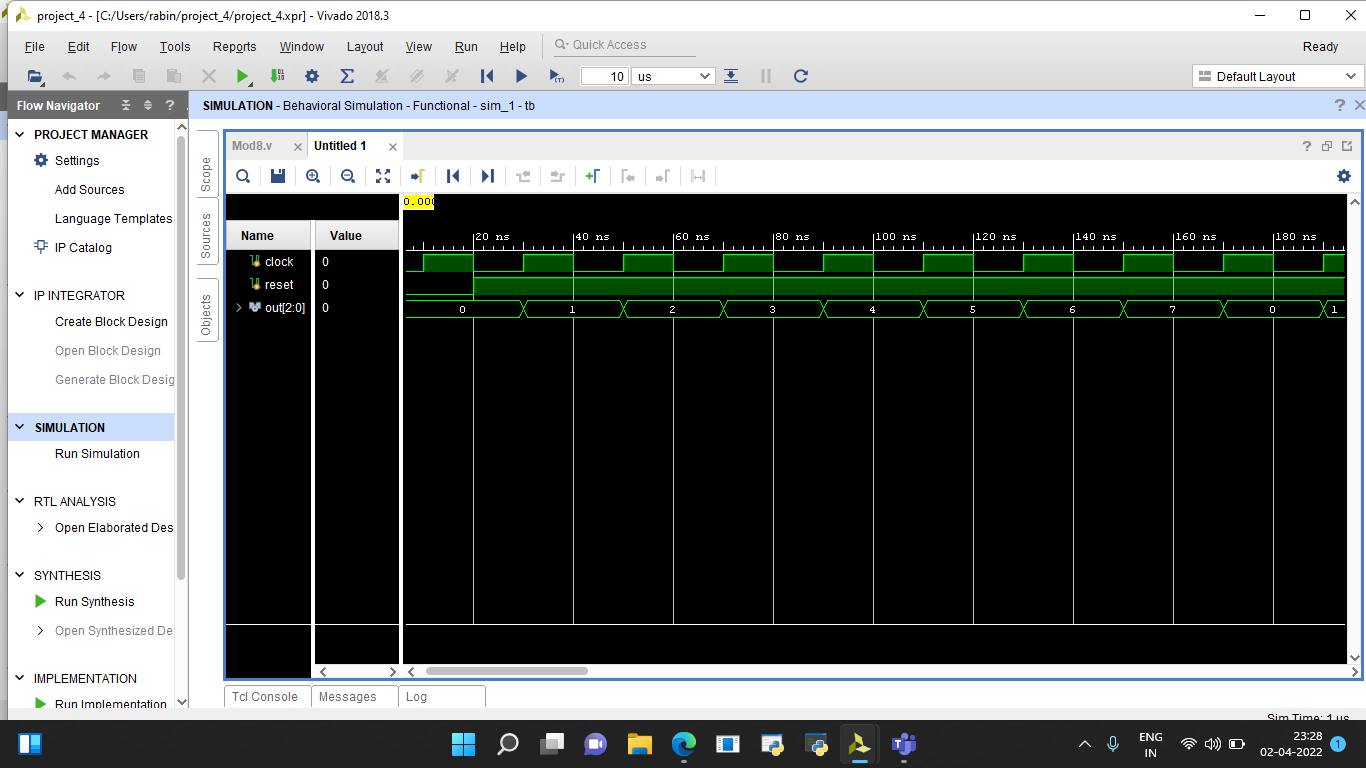 project_4 - [C:/Users/rabin/project_4/project_4.xpr] - Vivado 2018.3
File Edit Flow Tools Reports Window Layout View Run Help Quick Access Ready
10 us Default Layout
Flow Navigator ?
SIMULATION - Behavioral Simulation - Functional - sim_1 - tb ?
PROJECT MANAGER
Settings
Add Sources
Language Templates
IP Catalog
IP INTEGRATOR
Create Block Design
Open Block Design
Generate Block Desig
SIMULATION
Run Simulation
RTL ANALYSIS
Open Elaborated Des
SYNTHESIS
Run Synthesis
Open Synthesized De
IMPLEMENTATION
Run Implementation
Scope
Sources
Objects
Mod8.v Untitled 1 ?
0.000
Name Value
20 ns 40 ns 60 ns 80 ns 100 ns 120 ns 140 ns 160 ns 180 ns
clock 0
reset 0
out[2:0] 0 0 1 2 3 4 5 6 7 0 1
Tcl Console Messages Log
Sim Time: 1 us
ENG
IN
23:28
02-04-2022
1